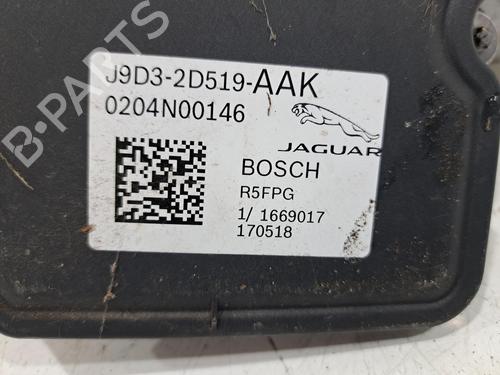 J9D3-2D519-AAK
0204N00146
JAGUAR
BOSCH
R5FPG
1/ 1669017
170518
B-PARTS